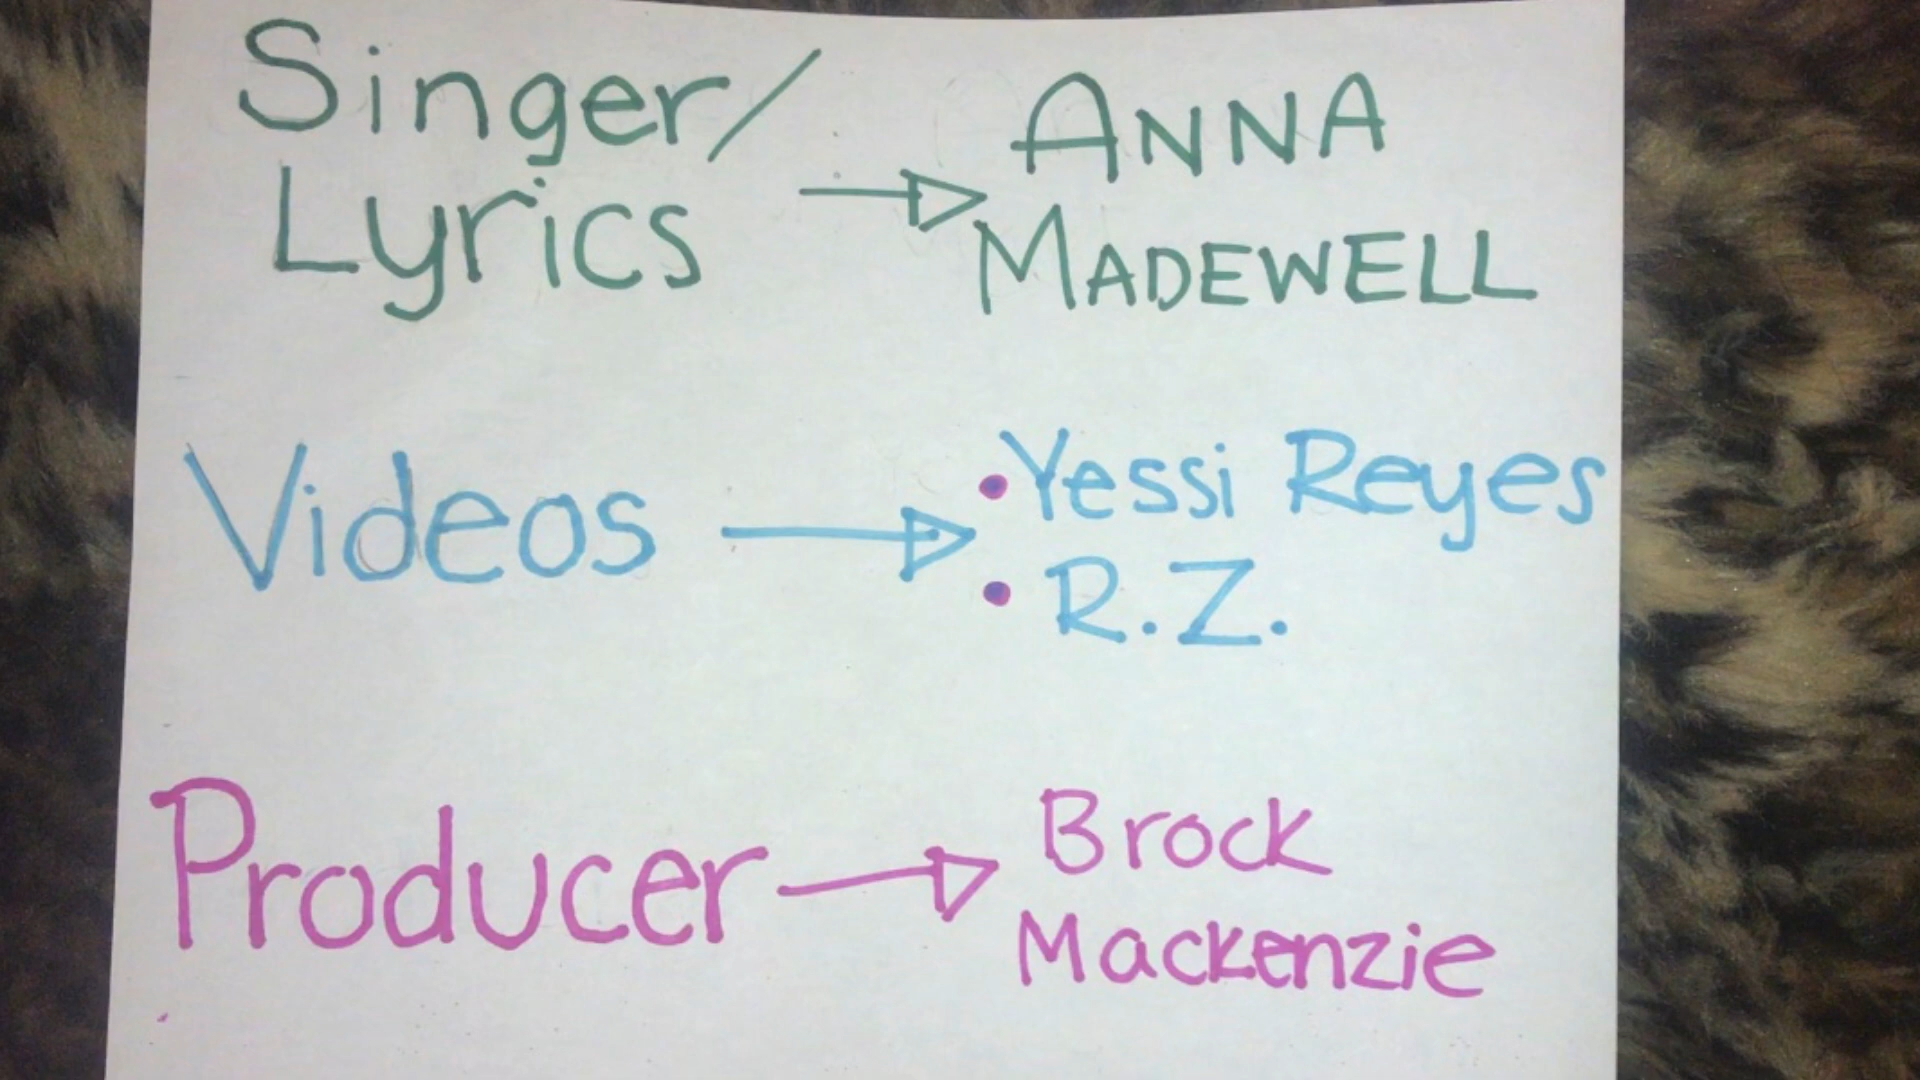 Singer/
Lyrics
ANNA
MADEWELL
Videos
• Yessi Reyes
• R.Z.
Producer
Brock
Mackenzie